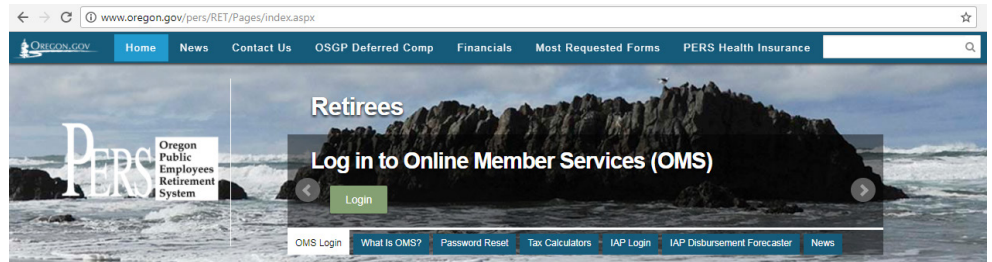 www.oregon.gov/pers/RET/Pages/index.aspx
OREGON.GOV Home News Contact Us OSGP Deferred Comp Financials Most Requested Forms PERS Health Insurance
Retirees
PERS
Oregon
Public
Employees
Retirement
System
Log in to Online Member Services (OMS)
Login
OMS Login What Is OMS? Password Reset Tax Calculators IAP Login IAP Disbursement Forecaster News